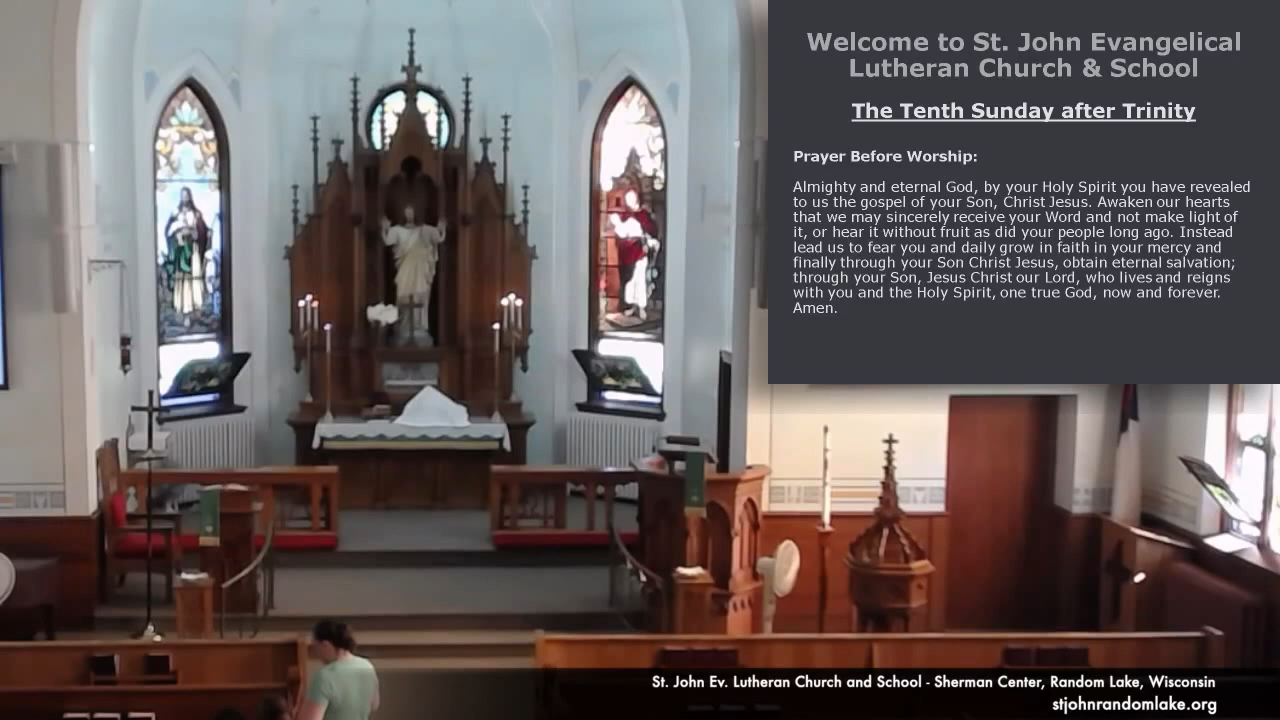 Welcome to St. John Evangelical
Lutheran Church & School
The Tenth Sunday after Trinity
Prayer Before Worship:
Almighty and eternal God, by your Holy Spirit you have revealed
to us the gospel of your Son, Christ Jesus. Awaken our hearts
that we may sincerely receive your Word and not make light of
it, or hear it without fruit as did your people long ago. Instead
lead us to fear you and daily grow in faith in your mercy and
finally through your Son Christ Jesus, obtain eternal salvation;
through your Son, Jesus Christ our Lord, who lives and reigns
with you and the Holy Spirit, one true God, now and forever.
Amen.
St. John Ev. Lutheran Church and School - Sherman Center, Random Lake, Wisconsin
stjohnrandomlake.org